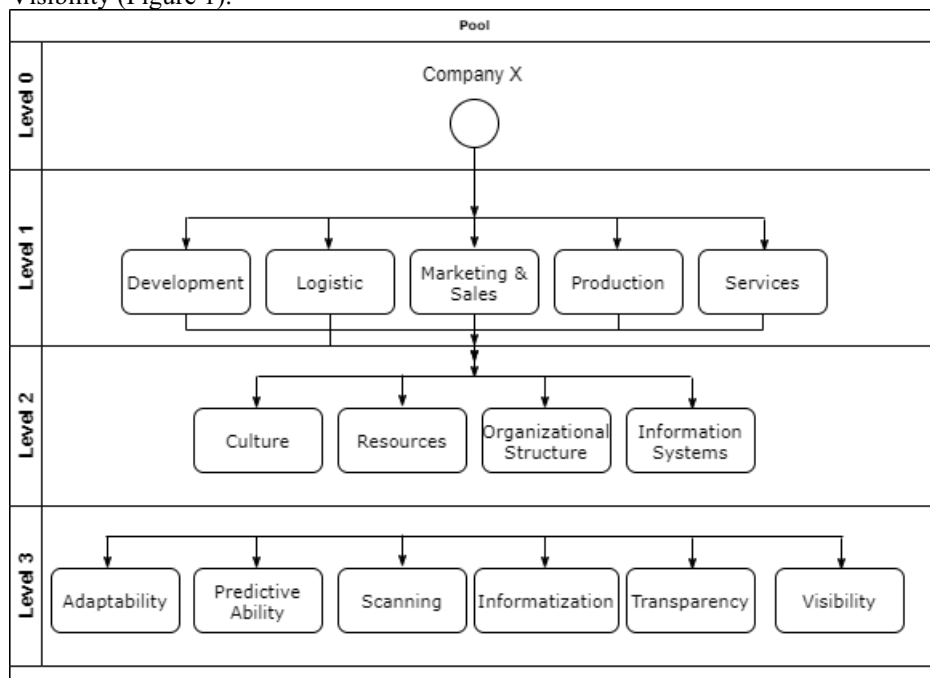 Visibility (Figure 1).
Pool
Level 0
Company X
Level 1
Development
Logistic
Marketing &
Sales
Production
Services
Level 2
Culture
Resources
Organizational
Structure
Information
Systems
Level 3
Adaptability
Predictive
Ability
Scanning
Informatization
Transparency
Visibility